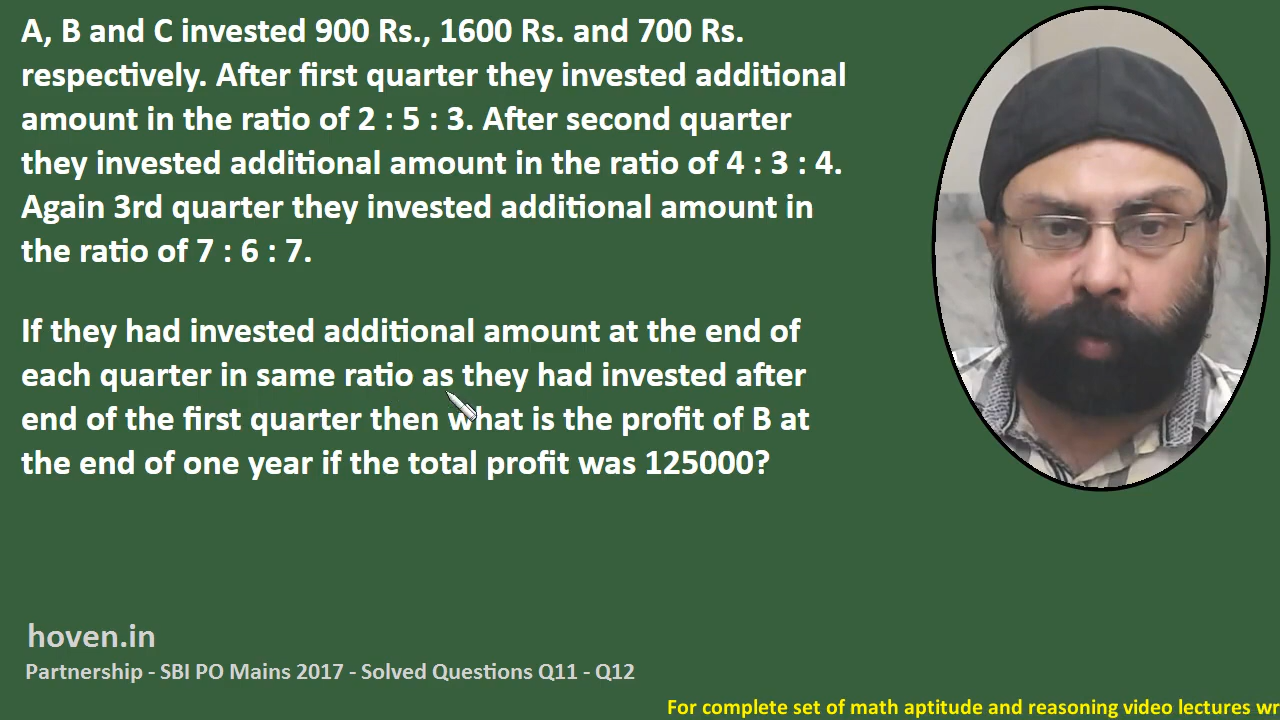 A, B and C invested 900 Rs., 1600 Rs. and 700 Rs.
respectively. After first quarter they invested additional
amount in the ratio of 2 : 5 : 3. After second quarter
they invested additional amount in the ratio of 4 : 3 : 4.
Again 3rd quarter they invested additional amount in
the ratio of 7 : 6 : 7.
If they had invested additional amount at the end of
each quarter in same ratio as they had invested after
end of the first quarter then what is the profit of B at
the end of one year if the total profit was 125000?
hoven.in
Partnership - SBI PO Mains 2017 - Solved Questions Q11 - Q12
For complete set of math aptitude and reasoning video lectures wr